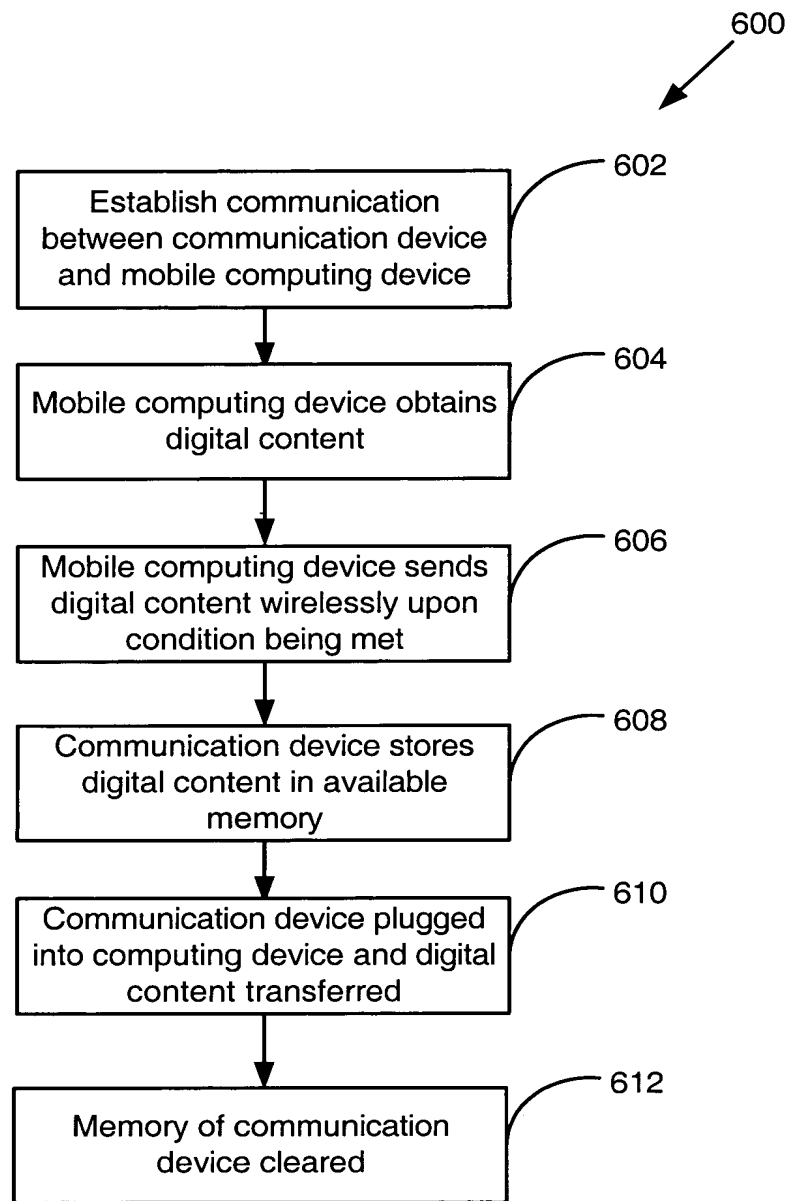 600
602
Establish communication
between communication device
and mobile computing device
604
Mobile computing device obtains
digital content
606
Mobile computing device sends
digital content wirelessly upon
condition being met
608
Communication device stores
digital content in available
memory
610
Communication device plugged
into computing device and digital
content transferred
612
Memory of communication
device cleared